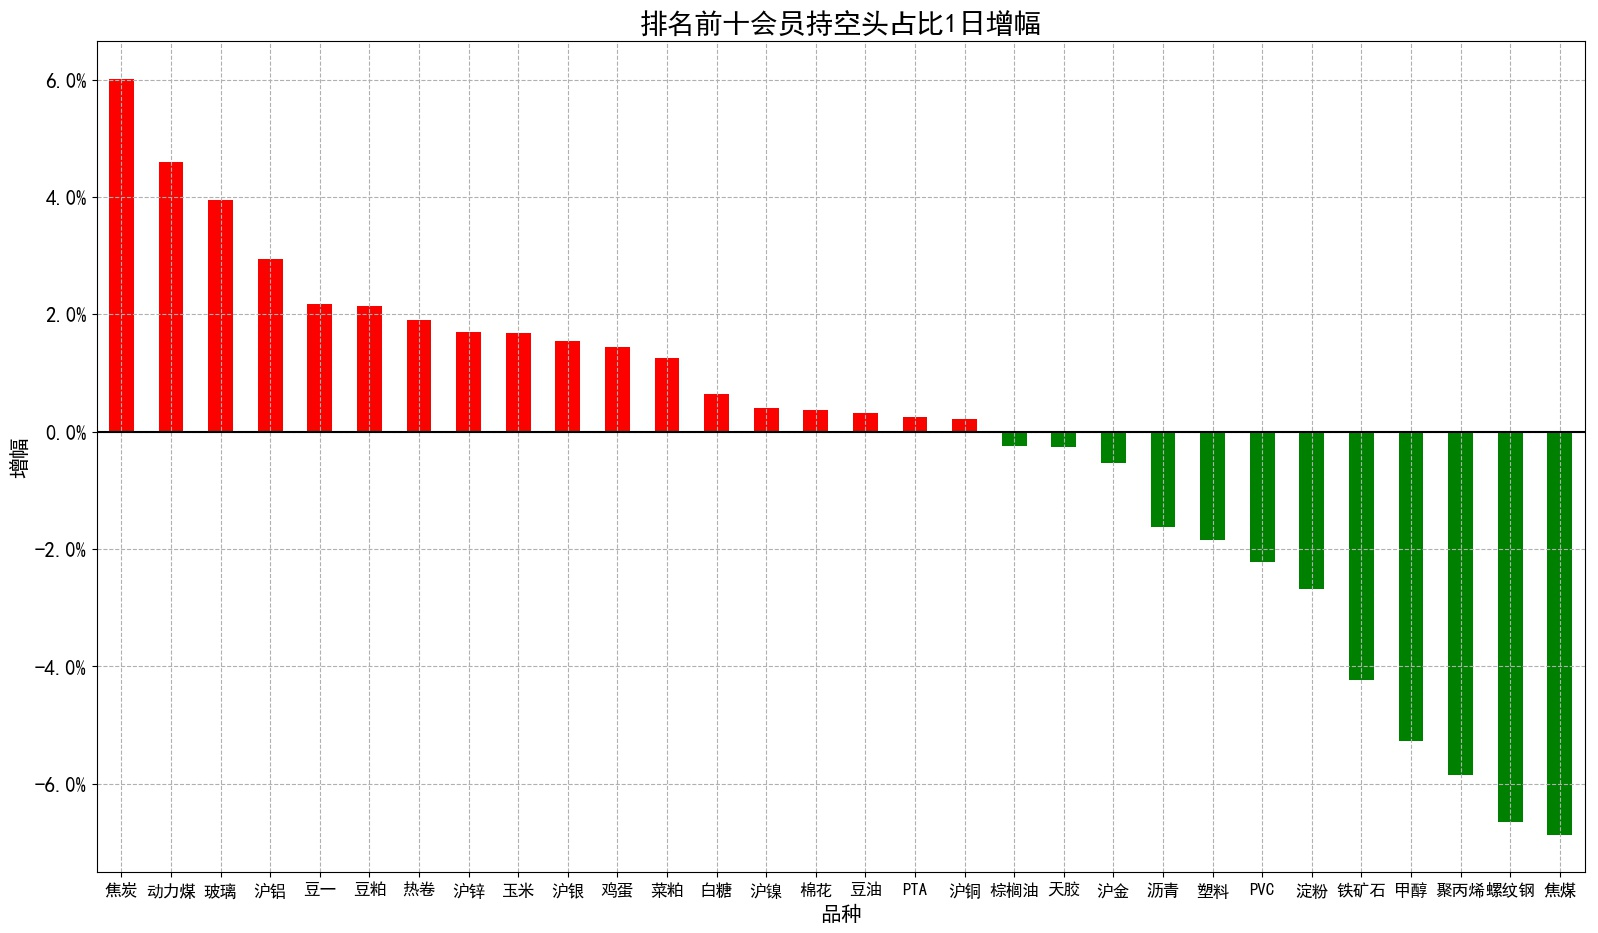 排名前十会员持空头占比1日增幅
6.0%
4.0%
2.0%
0.0%
-2.0%
-4.0%
-6.0%
增幅
焦炭 动力煤 玻璃 沪铝 豆一 豆粕 热卷 沪锌 玉米 沪银 鸡蛋 菜粕 白糖 沪镍 棉花 豆油 PTA 沪铜 棕榈油 天胶 沪金 沥青 塑料 PVC 淀粉 铁矿石 甲醇 聚丙烯 螺纹钢 焦煤
品种